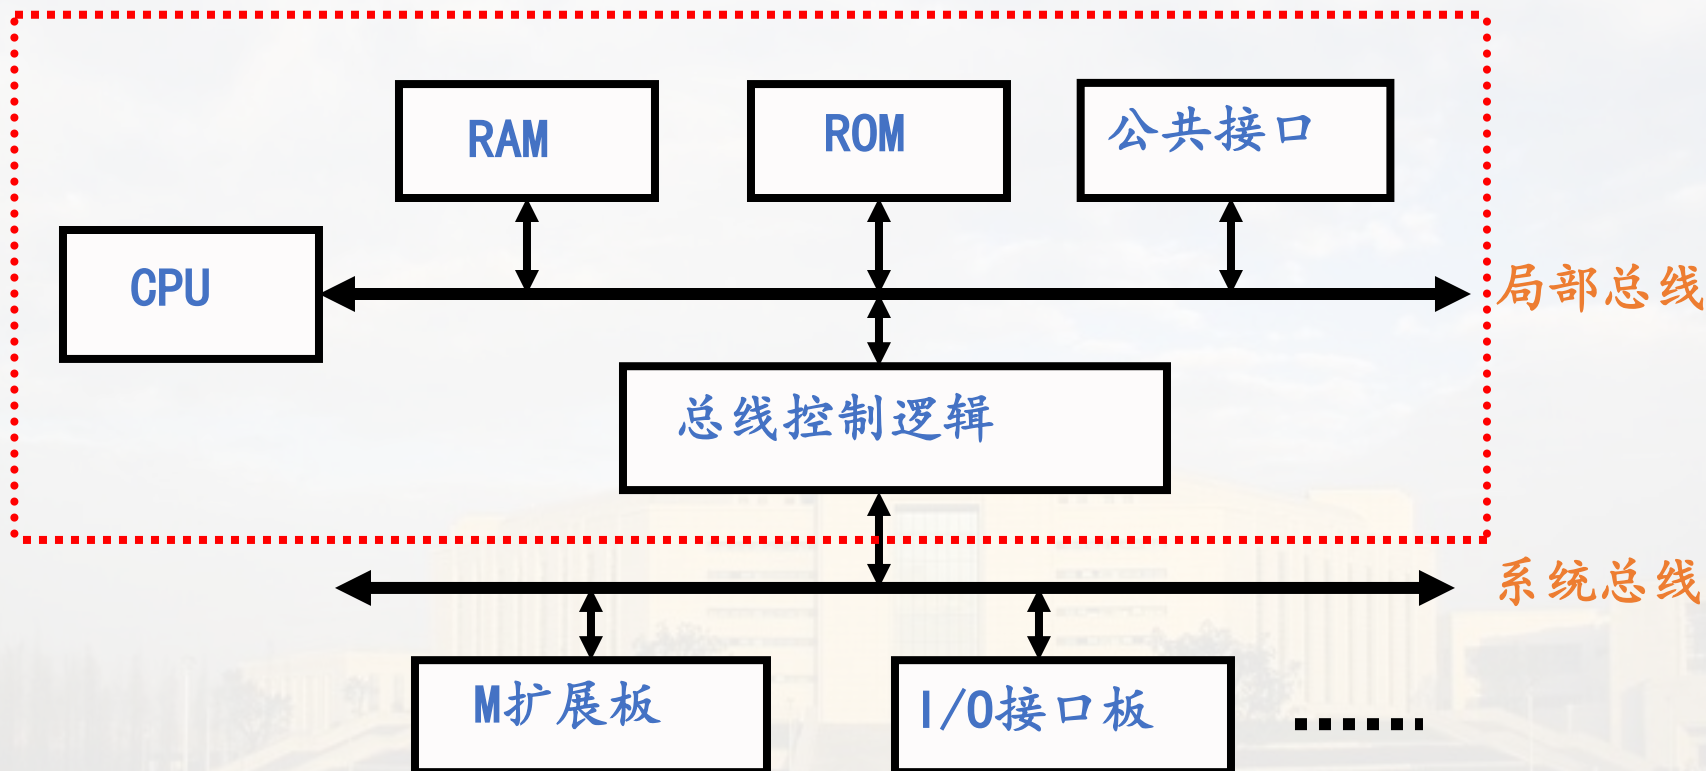 RAM
ROM
公共接口
CPU
局部总线
总线控制逻辑
系统总线
M扩展板
I/O接口板